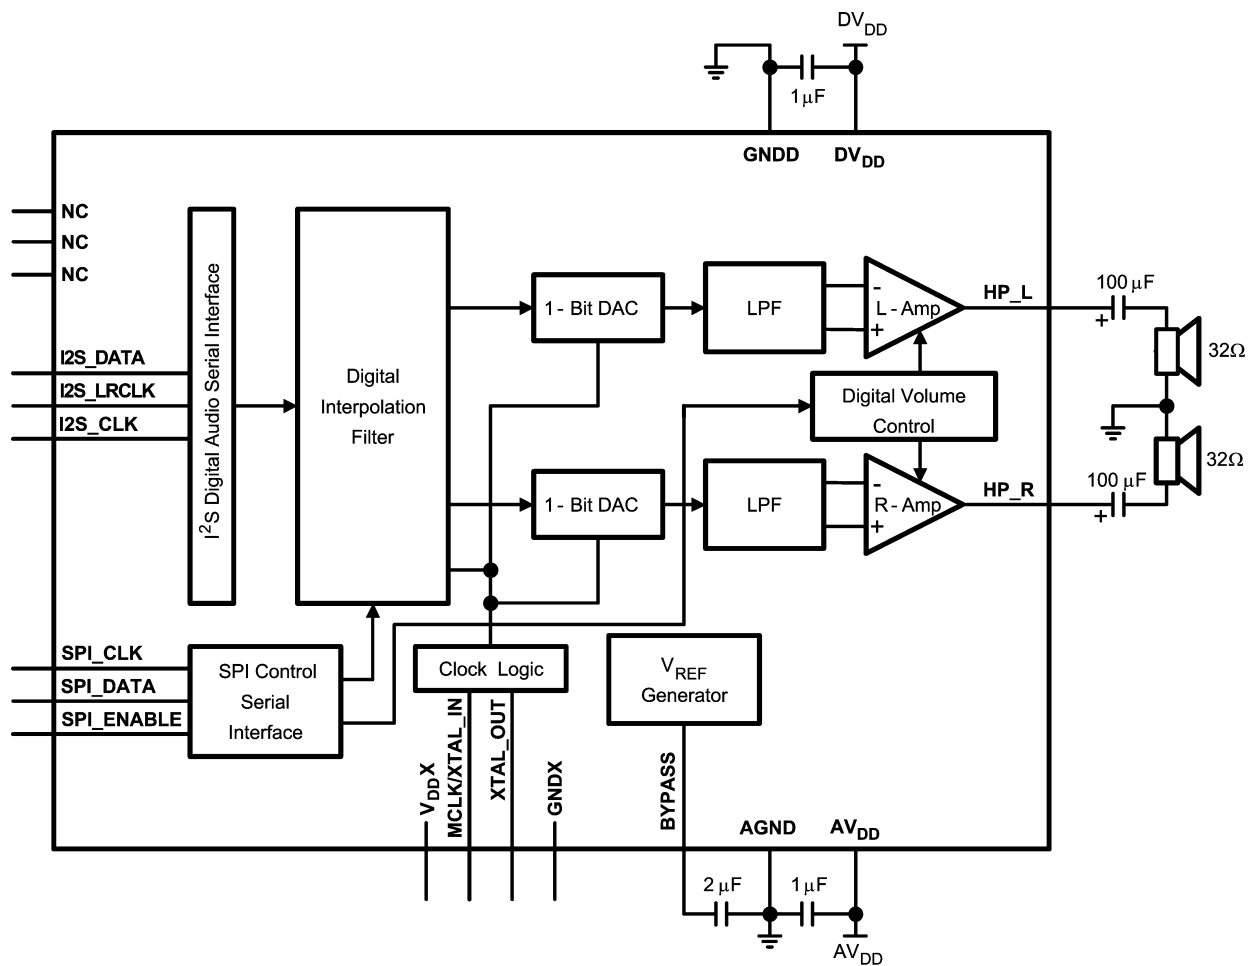 DV_DD
1 µF
GNDD
DV_DD
NC
NC
NC
I2S_DATA
I2S_LRCLK
I2S_CLK
I²S Digital Audio Serial Interface
Digital
Interpolation
Filter
1 - Bit DAC
LPF
-
L - Amp
+
HP_L
100 µF
+
32Ω
Digital Volume
Control
1 - Bit DAC
LPF
-
R - Amp
+
HP_R
100 µF
+
32Ω
SPI_CLK
SPI_DATA
SPI_ENABLE
SPI Control
Serial
Interface
Clock Logic
V_REF
Generator
V_DDX
MCLK/XTAL_IN
XTAL_OUT
GNDX
BYPASS
AGND
AV_DD
2 µF
1 µF
AV_DD